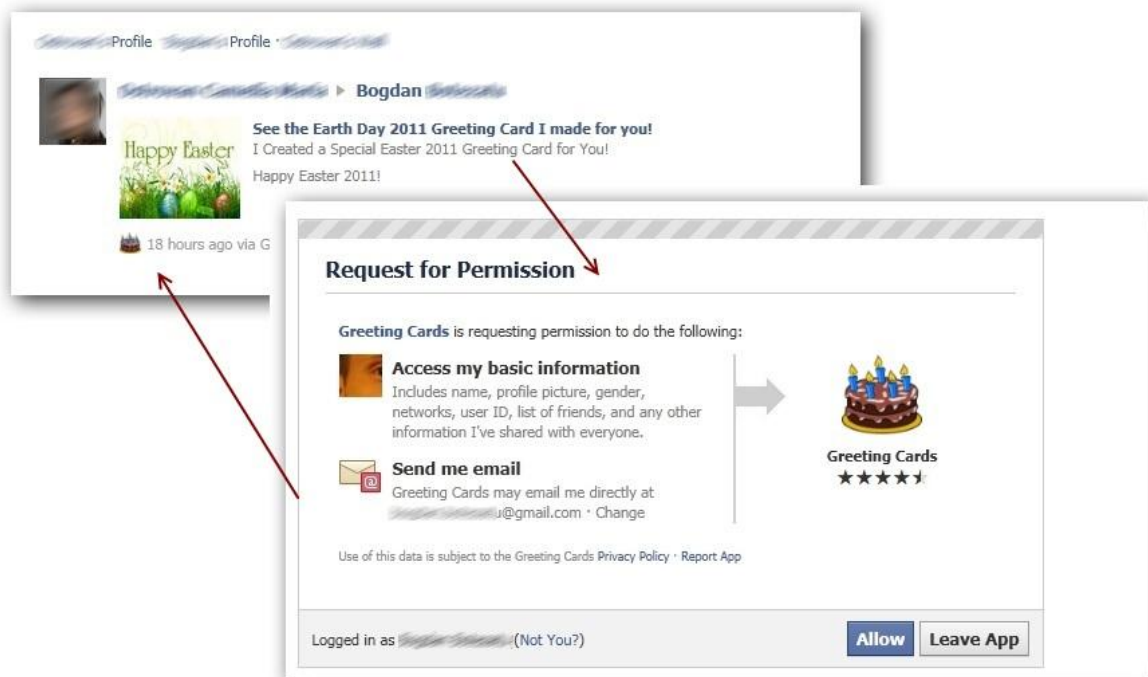 Profile Profile ·
Bogdan
See the Earth Day 2011 Greeting Card I made for you!
Happy Easter
I Created a Special Easter 2011 Greeting Card for You!
Happy Easter 2011!
18 hours ago via G
Request for Permission
Greeting Cards is requesting permission to do the following:
Access my basic information
Includes name, profile picture, gender,
networks, user ID, list of friends, and any other
information I've shared with everyone.
Send me email
Greeting Cards may email me directly at
u@gmail.com · Change
Greeting Cards
Use of this data is subject to the Greeting Cards Privacy Policy · Report App
Logged in as (Not You?)
Allow
Leave App